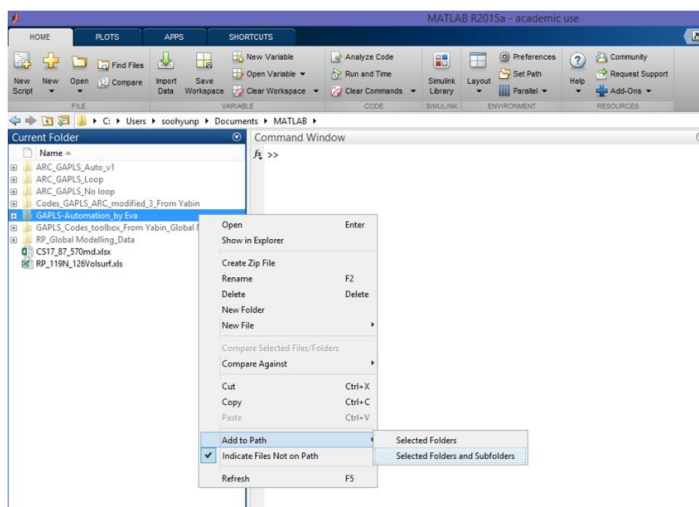 MATLAB R2015a - academic use
HOME PLOTS APPS SHORTCUTS
New Script
New
Open
Find Files
Compare
Import Data
Save Workspace
New Variable
Open Variable
Clear Workspace
Analyze Code
Run and Time
Clear Commands
Simulink Library
Layout
Preferences
Set Path
Parallel
Help
Community
Request Support
Add-Ons
FILE VARIABLE CODE SIMULINK ENVIRONMENT RESOURCES
C: Users soohyunp Documents MATLAB
Current Folder
Name
ARC_GAPLS_Auto_v1
ARC_GAPLS_Loop
ARC_GAPLS_No loop
Codes_GAPLS_ARC_modified_3_From Yabin
GAPLS-Automation_by Eva
GAPLS_Codes_toolbox_From Yabin_Global
RP_Global Modelling_Data
CS17_87_570md.xlsx
RP_119N_126Volsurf.xls
Command Window
fx >>
Open Enter
Show in Explorer
Create Zip File
Rename F2
Delete Delete
New Folder
New File
Compare Selected Files/Folders
Compare Against
Cut Ctrl+X
Copy Ctrl+C
Paste Ctrl+V
Add to Path
Indicate Files Not on Path
Refresh F5
Selected Folders
Selected Folders and Subfolders